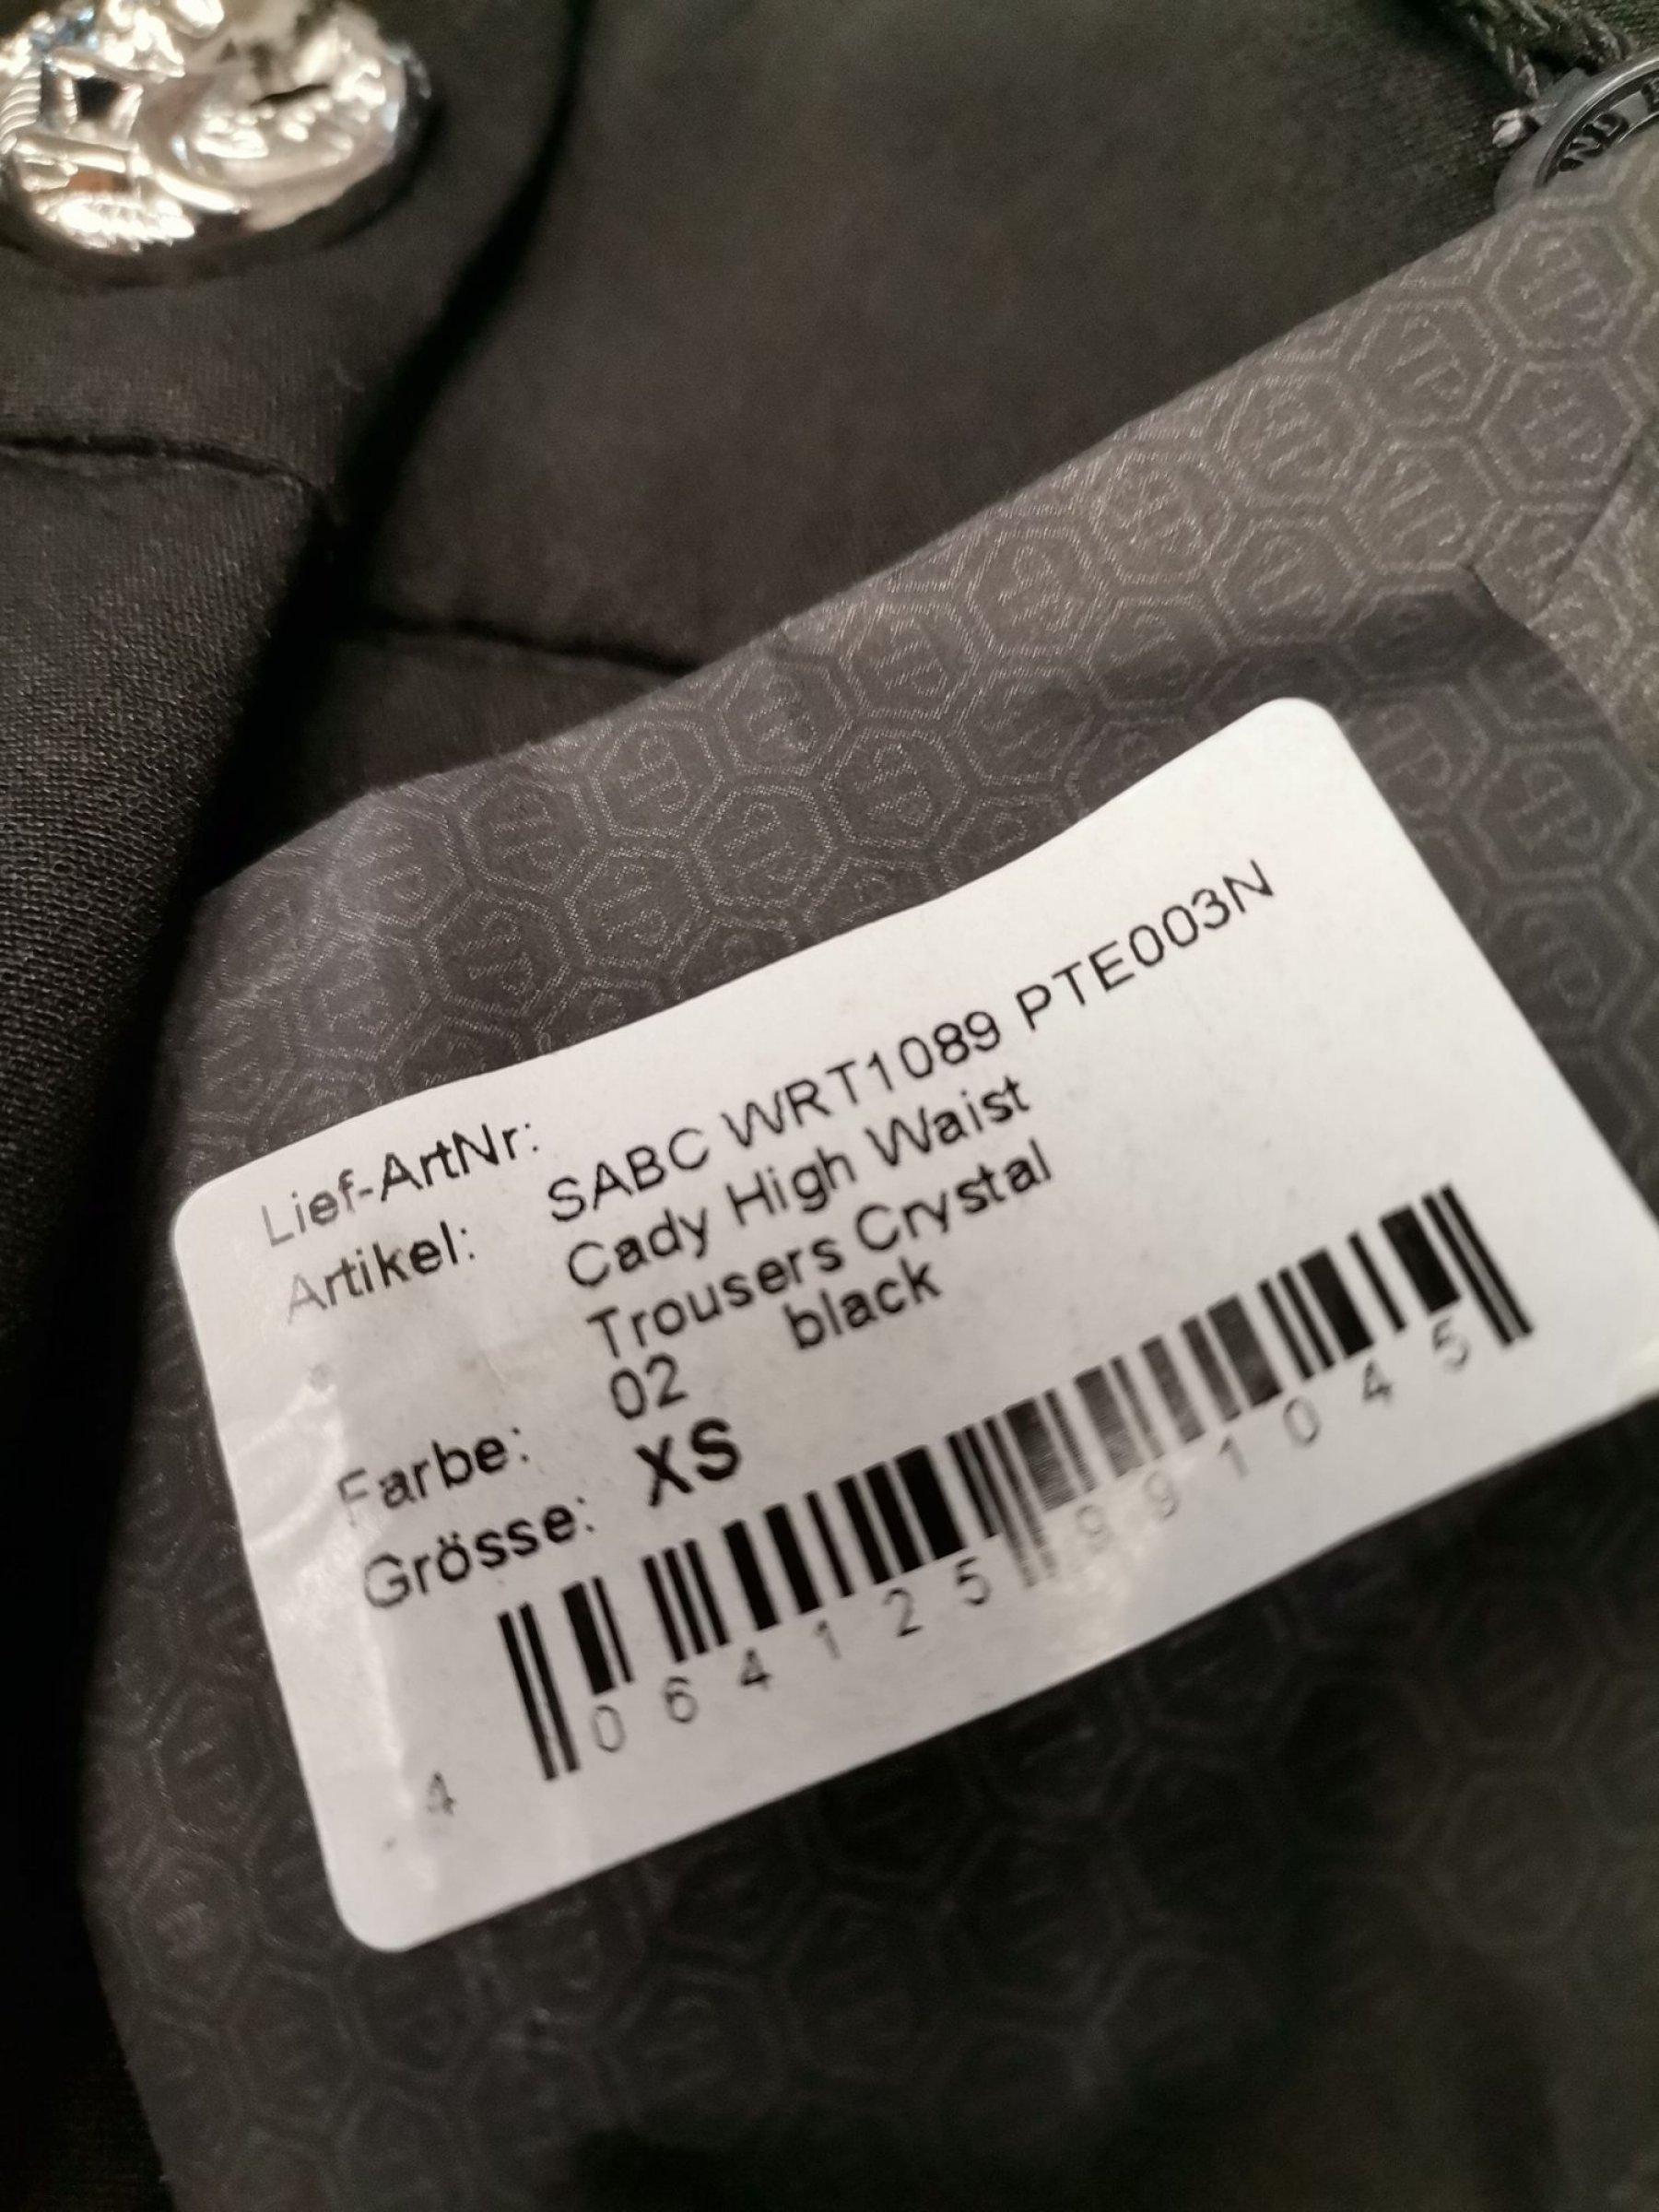 Lief-ArtNr: SABC WRT1089 PTE003N
Artikel: Cady High Waist
Trousers Crystal
Farbe: 02 black
Grösse: XS
4 064125 991045